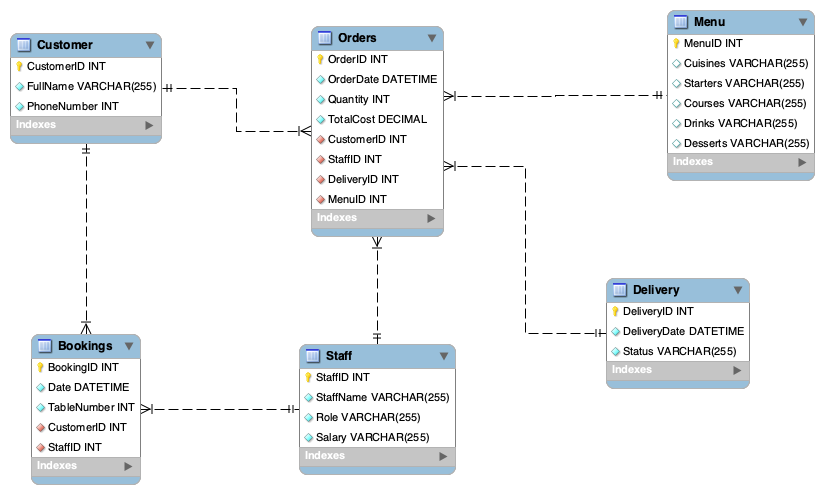 Customer
CustomerID INT
FullName VARCHAR(255)
PhoneNumber INT
Indexes
Orders
OrderID INT
OrderDate DATETIME
Quantity INT
TotalCost DECIMAL
CustomerID INT
StaffID INT
DeliveryID INT
MenuID INT
Indexes
Menu
MenuID INT
Cuisines VARCHAR(255)
Starters VARCHAR(255)
Courses VARCHAR(255)
Drinks VARCHAR(255)
Desserts VARCHAR(255)
Indexes
Delivery
DeliveryID INT
DeliveryDate DATETIME
Status VARCHAR(255)
Indexes
Bookings
BookingID INT
Date DATETIME
TableNumber INT
CustomerID INT
StaffID INT
Indexes
Staff
StaffID INT
StaffName VARCHAR(255)
Role VARCHAR(255)
Salary VARCHAR(255)
Indexes